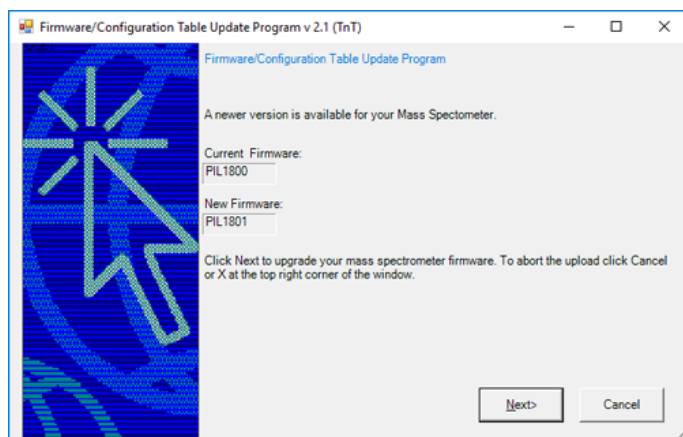 Firmware/Configuration Table Update Program v 2.1 (TnT)
Firmware/Configuration Table Update Program
A newer version is available for your Mass Spectometer.
Current Firmware:
PIL1800
New Firmware:
PIL1801
Click Next to upgrade your mass spectrometer firmware. To abort the upload click Cancel
or X at the top right corner of the window.
Next>
Cancel